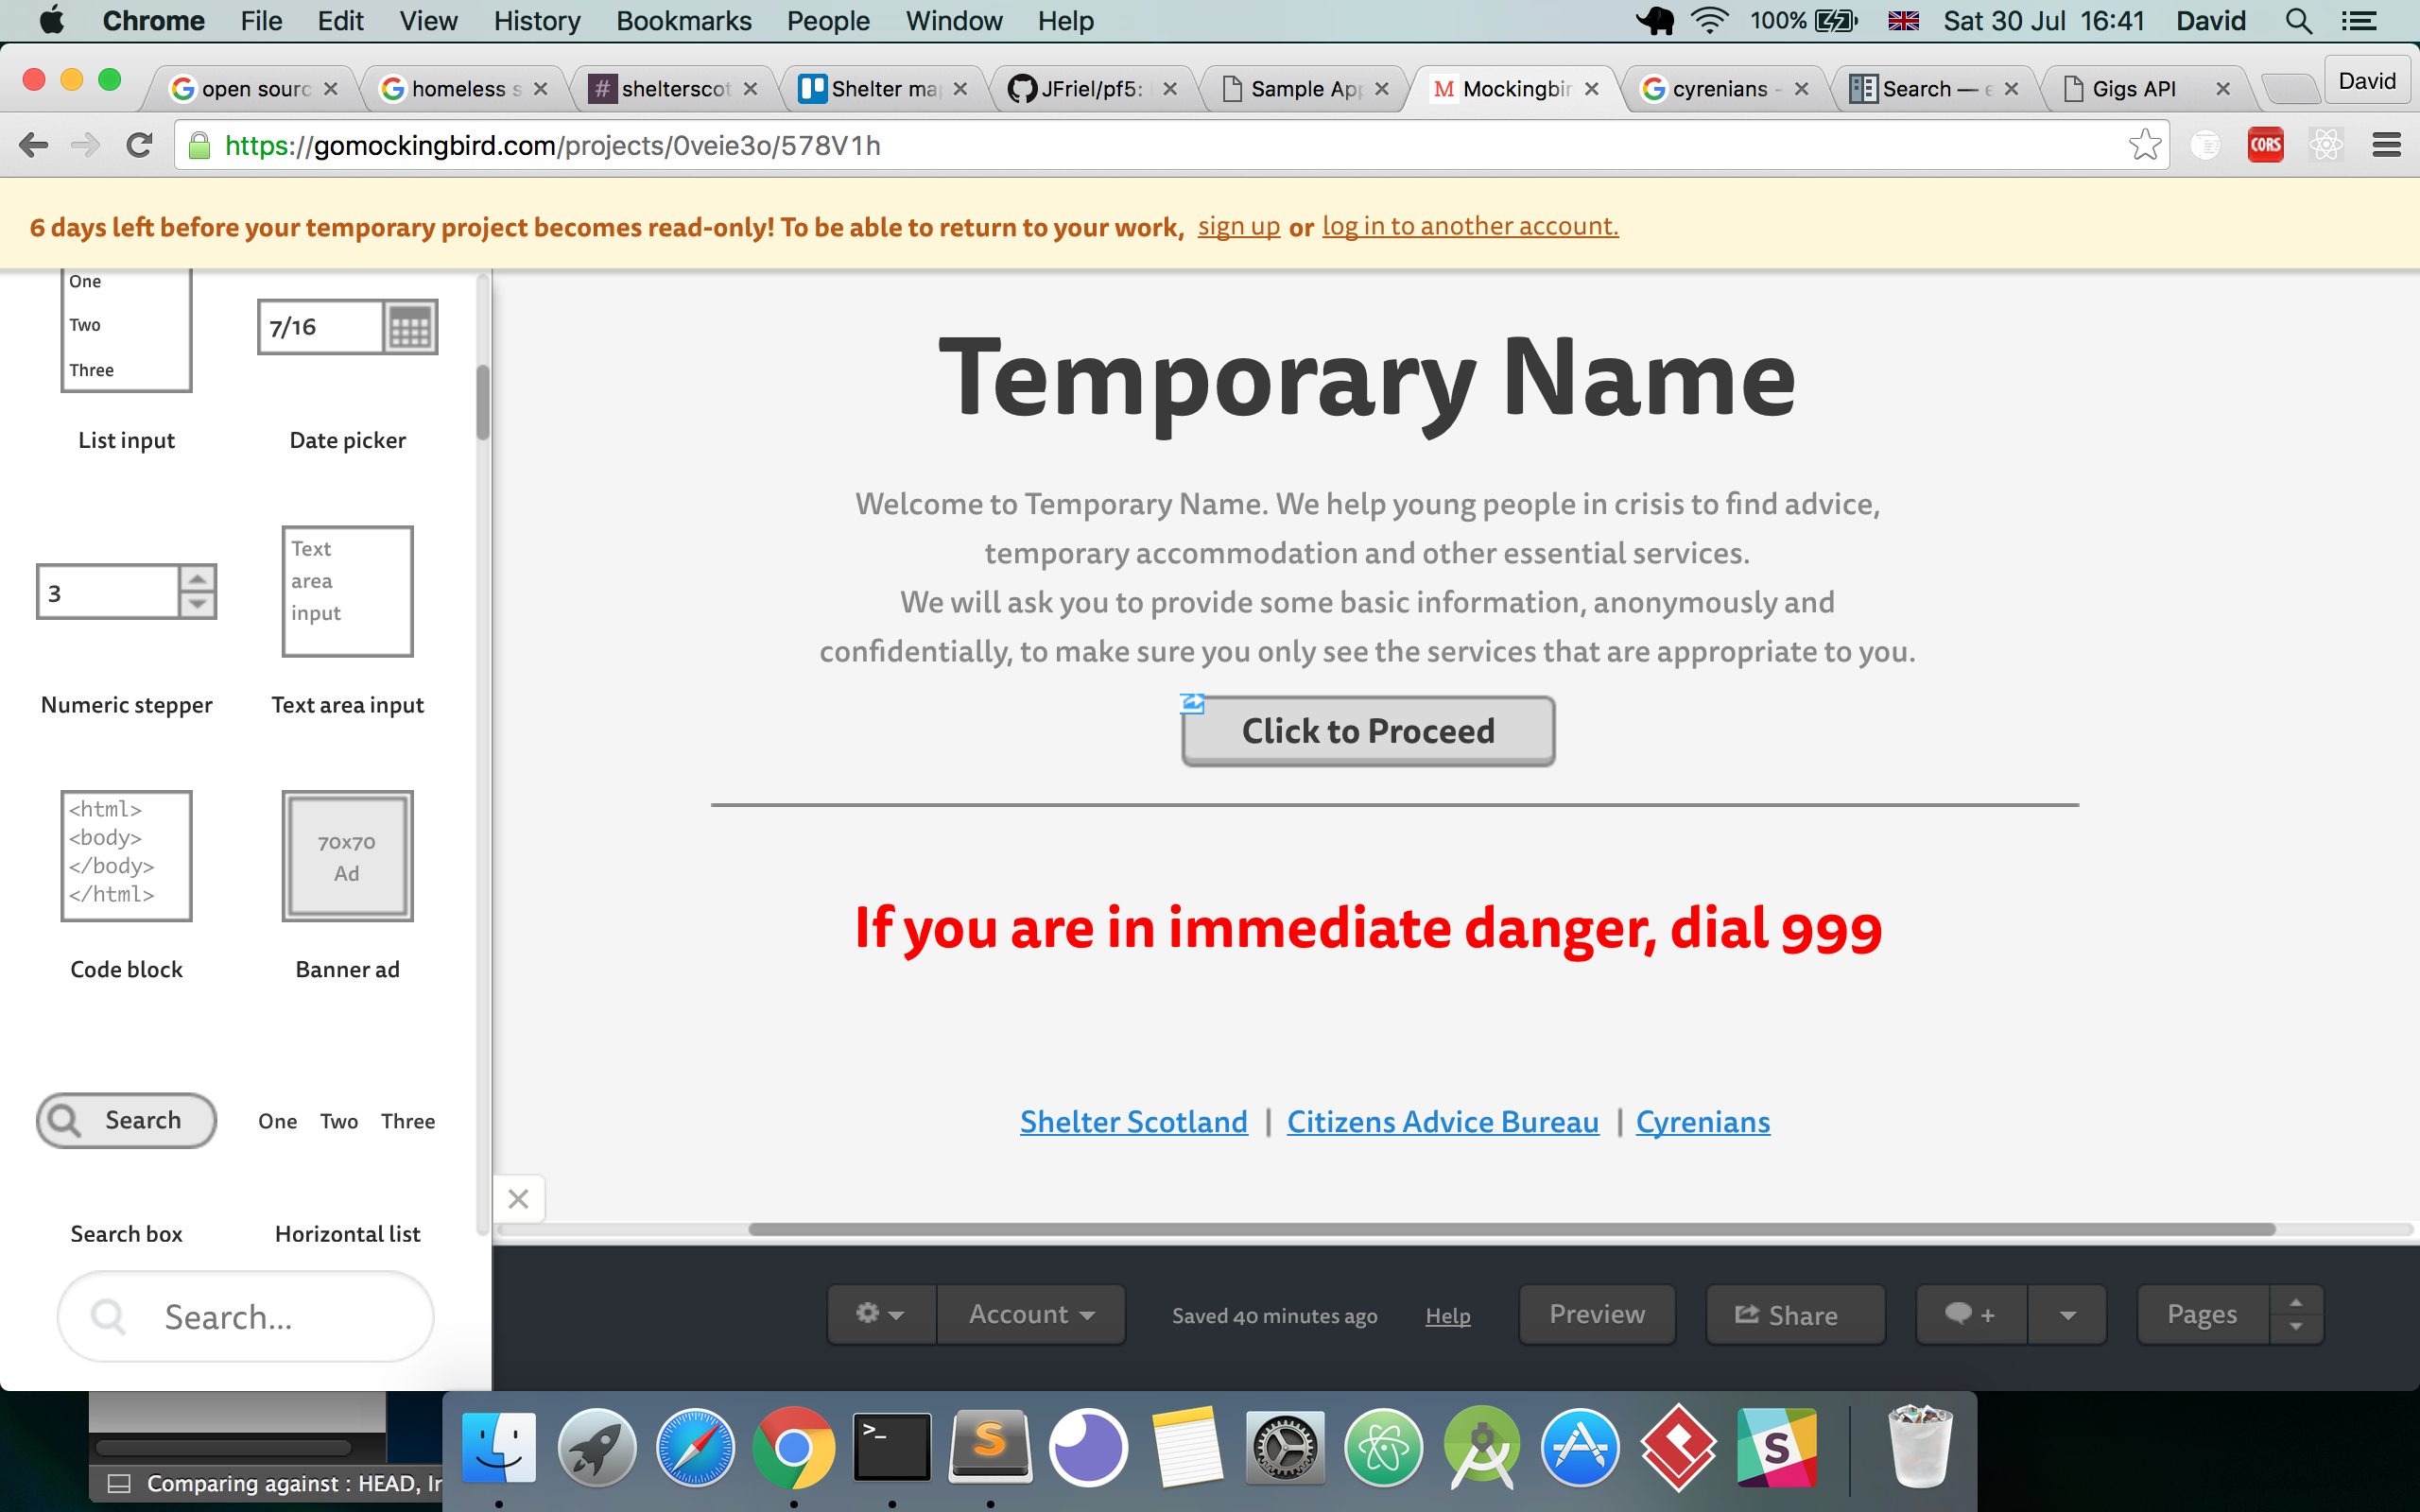 Chrome File Edit View History Bookmarks People Window Help 100% Sat 30 Jul 16:41 David
open sourc homeless s # shelterscot Shelter ma JFriel/pf5: Sample Ap M Mockingbir cyrenians - Search — e Gigs API David
https://gomockingbird.com/projects/0veie3o/578V1h CORS
6 days left before your temporary project becomes read-only! To be able to return to your work, sign up or log in to another account.
One
Two
Three
7/16
List input Date picker
3
Text
area
input
Numeric stepper Text area input
<html>
<body>
</body>
</html>
70x70
Ad
Code block Banner ad
Search One Two Three
Search box Horizontal list
Search...
Temporary Name
Welcome to Temporary Name. We help young people in crisis to find advice,
temporary accommodation and other essential services.
We will ask you to provide some basic information, anonymously and
confidentially, to make sure you only see the services that are appropriate to you.
Click to Proceed
If you are in immediate danger, dial 999
Shelter Scotland | Citizens Advice Bureau | Cyrenians
Account Saved 40 minutes ago Help Preview Share + Pages
Comparing against : HEAD, Ir
>_ S S